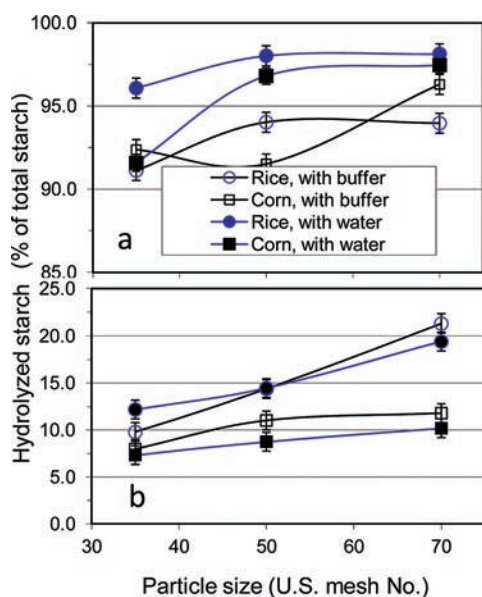 100.0
95.0
90.0
85.0
a
Rice, with buffer
Corn, with buffer
Rice, with water
Corn, with water
25.0
20.0
15.0
10.0
5.0
0.0
b
30 40 50 60 70
Particle size (U.S. mesh No.)
Hydrolyzed starch
(% of total starch)